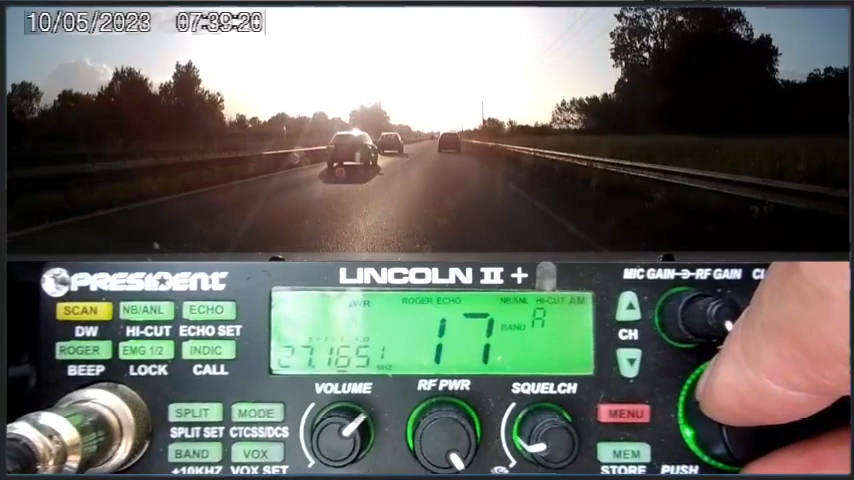 10/05/2023 07:39:20
PRESIDENT LINCOLN II + MIC GAIN RF GAIN
SCAN NB/ANL ECHO
DW HI-CUT ECHO SET
ROGER EMG 1/2 INDIC
BEEP LOCK CALL
SWR ROGER ECHO NB/ANL HI-CUT AM
17 BAND A
27.1651 MHZ
CH
VOLUME RF PWR SQUELCH
SPLIT MODE MENU
SPLIT SET CTCSS/DCS
BAND VOX MEM
+10KHZ VOX SET STORE PUSH